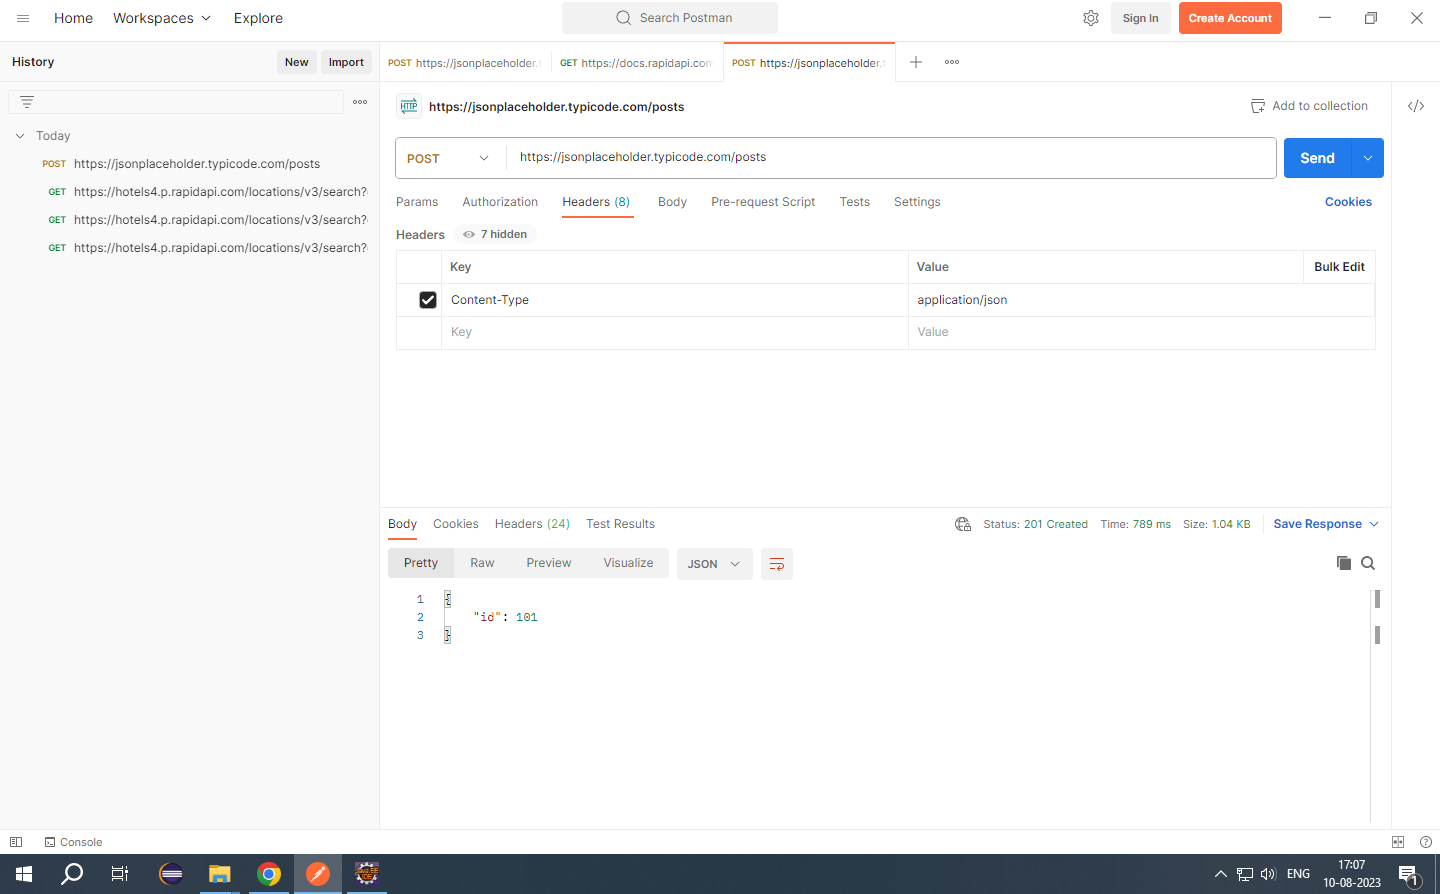 Home Workspaces Explore Search Postman Sign In Create Account
History New Import
POST https://jsonplaceholder.t GET https://docs.rapidapi.com POST https://jsonplaceholder.t
HTTP https://jsonplaceholder.typicode.com/posts Add to collection
Today
POST https://jsonplaceholder.typicode.com/posts
GET https://hotels4.p.rapidapi.com/locations/v3/search?
GET https://hotels4.p.rapidapi.com/locations/v3/search?
GET https://hotels4.p.rapidapi.com/locations/v3/search?
POST https://jsonplaceholder.typicode.com/posts Send
Params Authorization Headers (8) Body Pre-request Script Tests Settings Cookies
Headers 7 hidden
Key Value Bulk Edit
Content-Type application/json
Key Value
Body Cookies Headers (24) Test Results Status: 201 Created Time: 789 ms Size: 1.04 KB Save Response
Pretty Raw Preview Visualize JSON
1 {
2 "id": 101
3 }
Console
Java EE IDE
ENG 17:07
10-08-2023 1